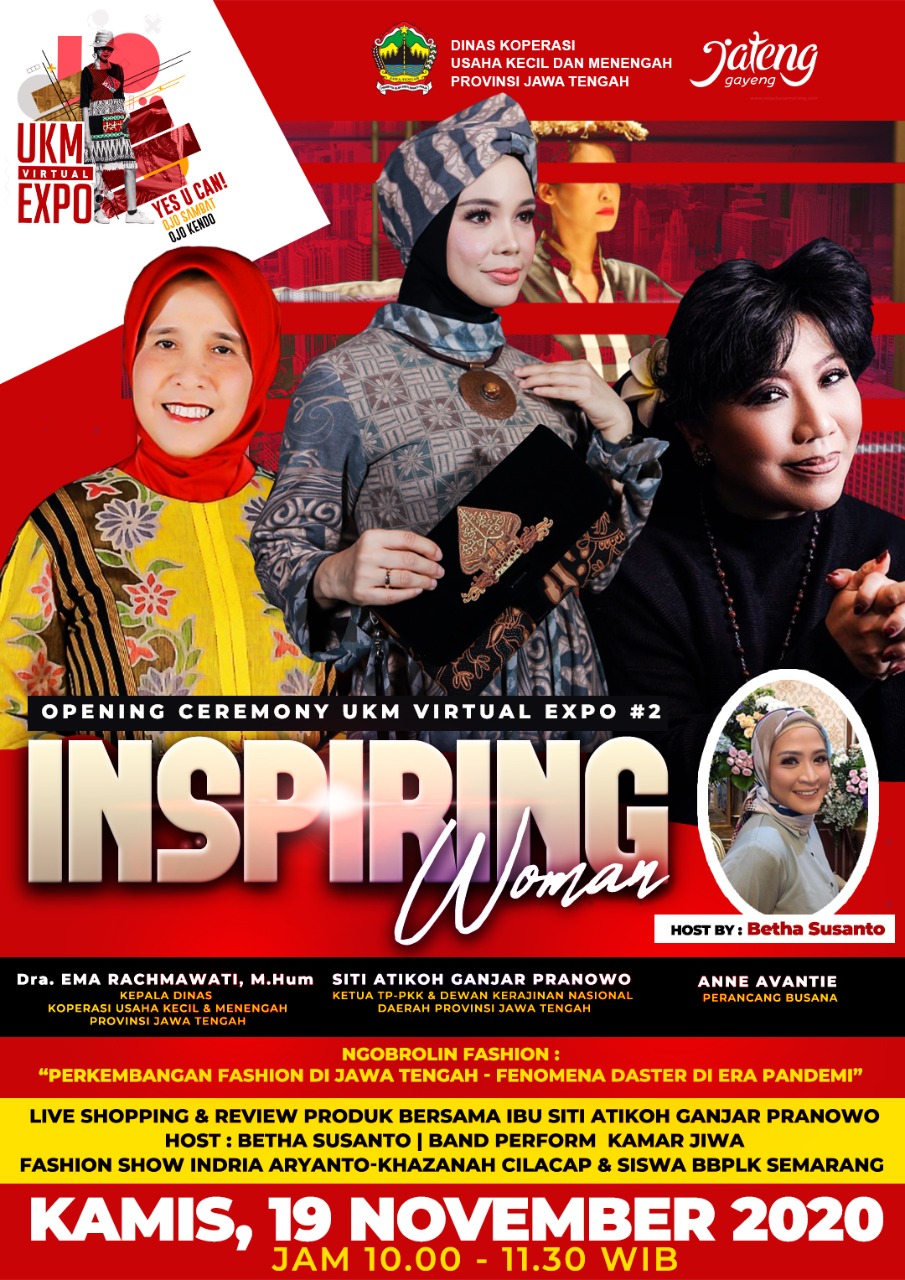 DINAS KOPERASI
USAHA KECIL DAN MENENGAH
PROVINSI JAWA TENGAH
Jateng
gayeng
UKM
VIRTUAL
EXPO
YES U CAN!
OJO SAMBAT
OJO KENDO
OPENING CEREMONY UKM VIRTUAL EXPO #2
INSPIRING
Woman
HOST BY : Betha Susanto
Dra. EMA RACHMAWATI, M.Hum
KEPALA DINAS
KOPERASI USAHA KECIL & MENENGAH
PROVINSI JAWA TENGAH
SITI ATIKOH GANJAR PRANOWO
KETUA TP-PKK & DEWAN KERAJINAN NASIONAL
DAERAH PROVINSI JAWA TENGAH
ANNE AVANTIE
PERANCANG BUSANA
NGOBROLIN FASHION :
“PERKEMBANGAN FASHION DI JAWA TENGAH - FENOMENA DASTER DI ERA PANDEMI”
LIVE SHOPPING & REVIEW PRODUK BERSAMA IBU SITI ATIKOH GANJAR PRANOWO
HOST : BETHA SUSANTO | BAND PERFORM KAMAR JIWA
FASHION SHOW INDRIA ARYANTO-KHAZANAH CILACAP & SISWA BBPLK SEMARANG
KAMIS, 19 NOVEMBER 2020
JAM 10.00 - 11.30 WIB